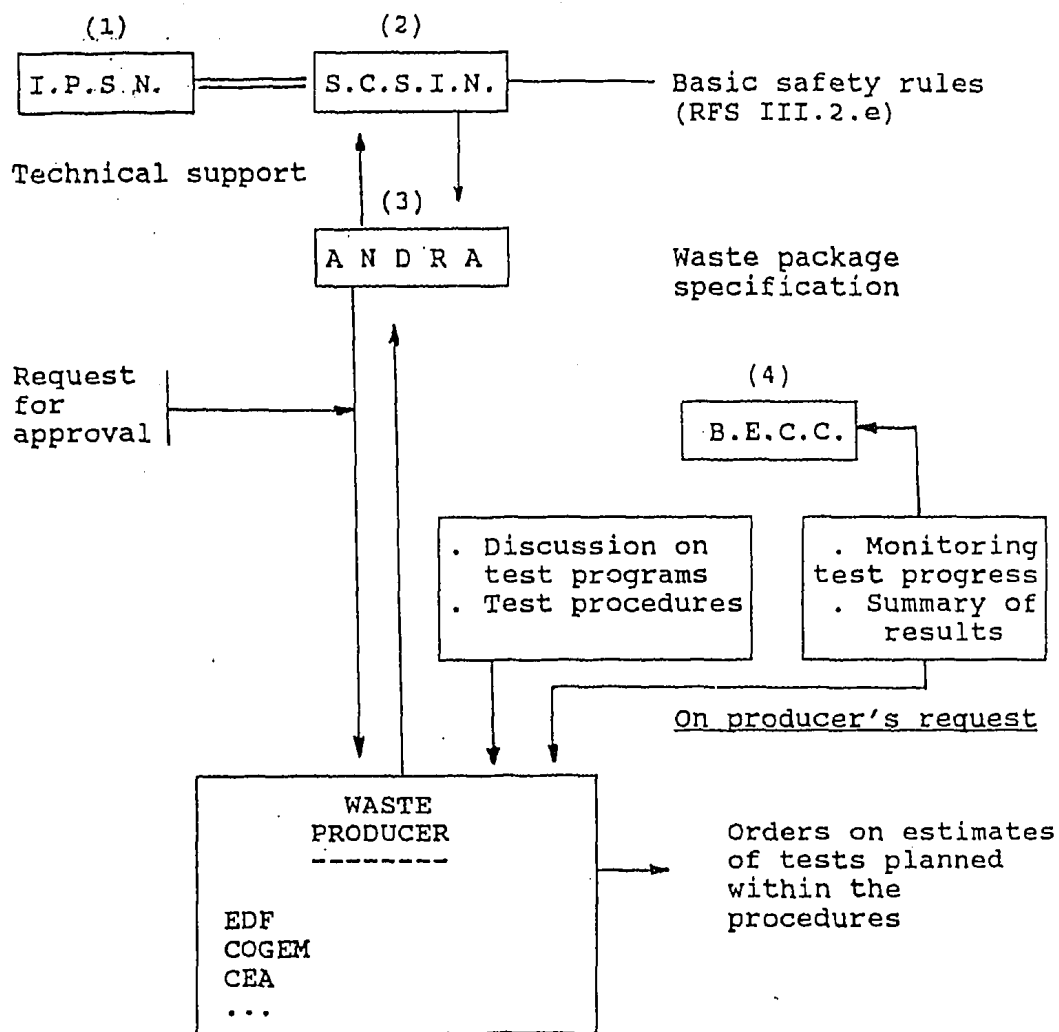 (1)
(2)
I.P.S.N.
S.C.S.I.N.
Basic safety rules
(RFS III.2.e)
Technical support
(3)
A N D R A
Waste package
specification
Request
for
approval
(4)
B.E.C.C.
. Discussion on
test programs
. Test procedures
. Monitoring
test progress
. Summary of
results
On producer's request
WASTE
PRODUCER
--------
EDF
COGEM
CEA
...
Orders on estimates
of tests planned
within the
procedures